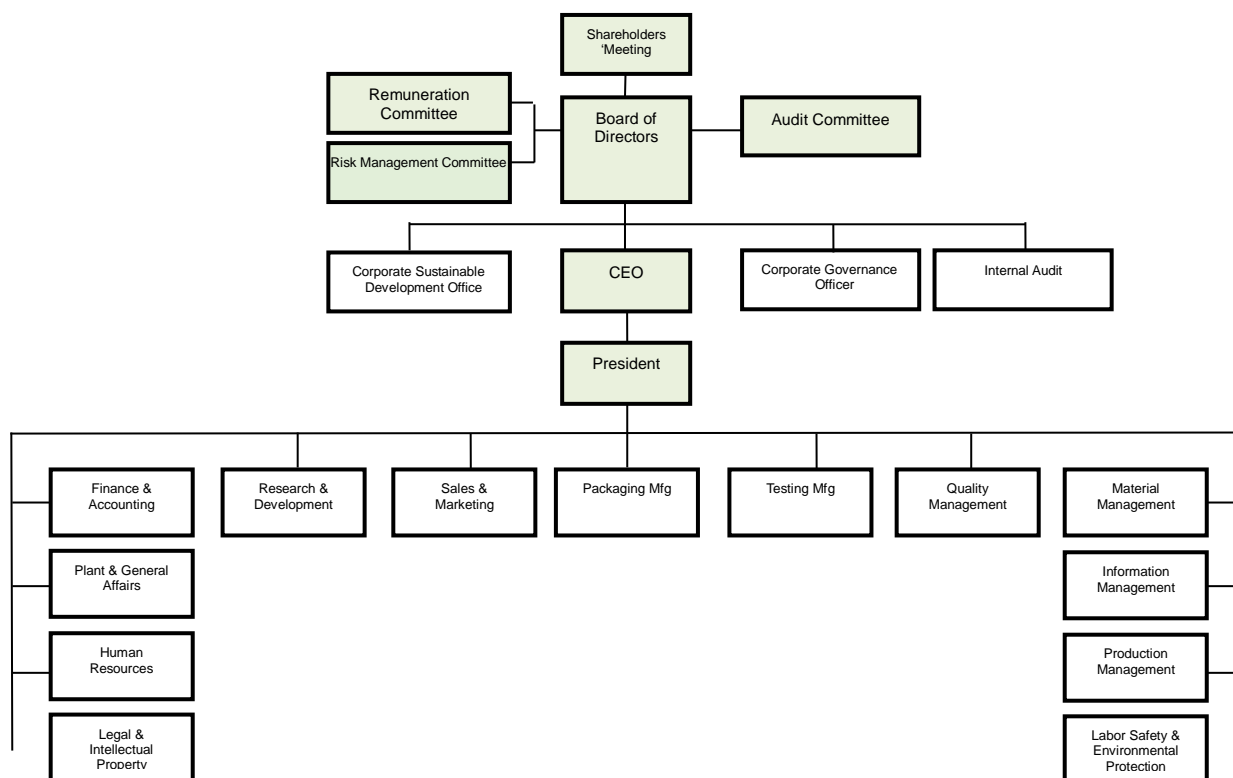 Shareholders
‘Meeting
Remuneration
Committee
Board of
Directors
Audit Committee
Risk Management Committee
Corporate Sustainable
Development Office
CEO
Corporate Governance
Officer
Internal Audit
President
Finance &
Accounting
Research &
Development
Sales &
Marketing
Packaging Mfg
Testing Mfg
Quality
Management
Material
Management
Plant & General
Affairs
Information
Management
Human
Resources
Production
Management
Legal &
Intellectual
Property
Labor Safety &
Environmental
Protection